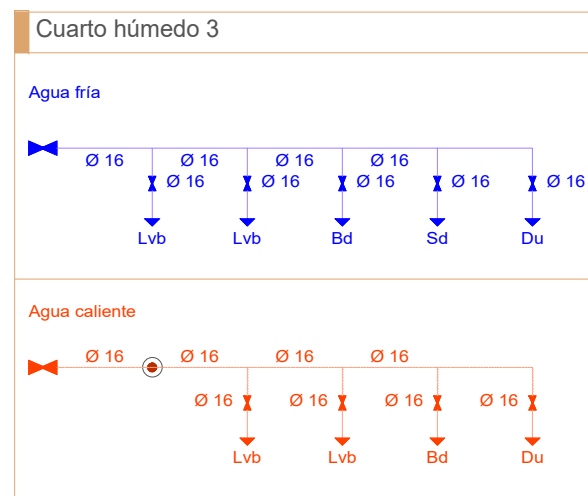 Cuarto húmedo 3
Agua fría
Ø 16 Ø 16 Ø 16 Ø 16
Ø 16 Ø 16 Ø 16 Ø 16 Ø 16
Lvb Lvb Bd Sd Du
Agua caliente
Ø 16 Ø 16 Ø 16 Ø 16
Ø 16 Ø 16 Ø 16 Ø 16
Lvb Lvb Bd Du